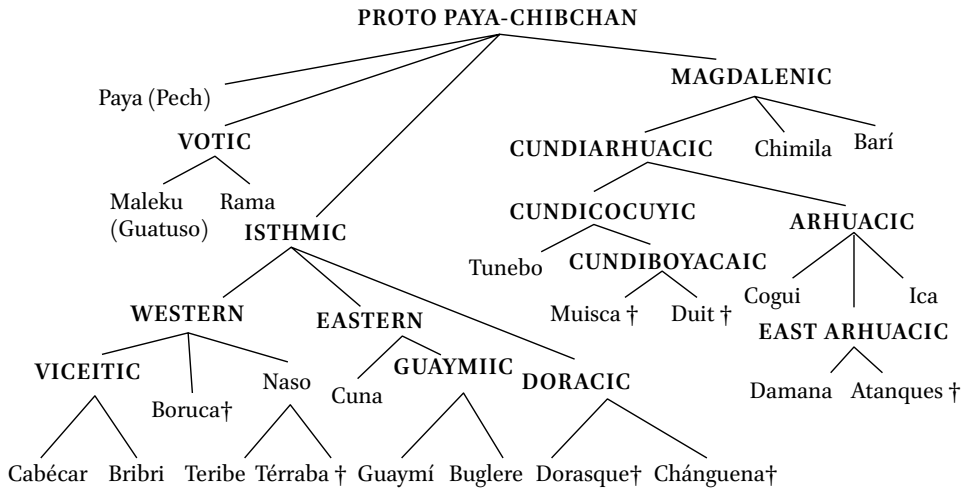 PROTO PAYA-CHIBCHAN
MAGDALENIC
Paya (Pech)
VOTIC
CUNDIARHUACIC
Chimila
Barí
Maleku
(Guatuso)
Rama
ISTHMIC
CUNDICOCUYIC
ARHUACIC
Tunebo
CUNDIBOYACAIC
Cogui
Ica
WESTERN
EASTERN
Muisca †
Duit †
EAST ARHUACIC
VICEITIC
Boruca†
Naso
Cuna
GUAYMIIC
DORACIC
Damana
Atanques †
Cabécar
Bribri
Teribe
Térraba †
Guaymí
Buglere
Dorasque†
Chánguena†